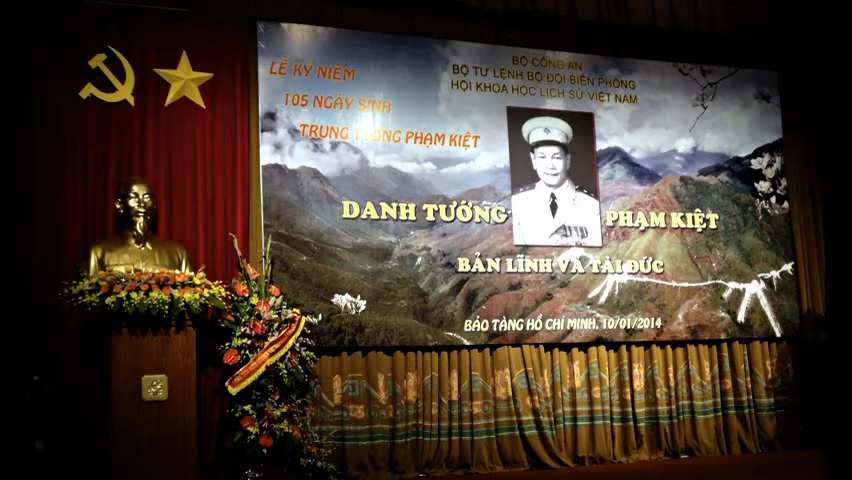 LỄ KỶ NIỆM
105 NGÀY SINH
TRUNG TƯỚNG PHẠM KIỆT
BỘ CÔNG AN
BỘ TƯ LỆNH BỘ ĐỘI BIÊN PHÒNG
HỘI KHOA HỌC LỊCH SỬ VIỆT NAM
DANH TƯỚNG PHẠM KIỆT
BẢN LĨNH VÀ TÀI ĐỨC
BẢO TÀNG HỒ CHÍ MINH, 10/01/2014